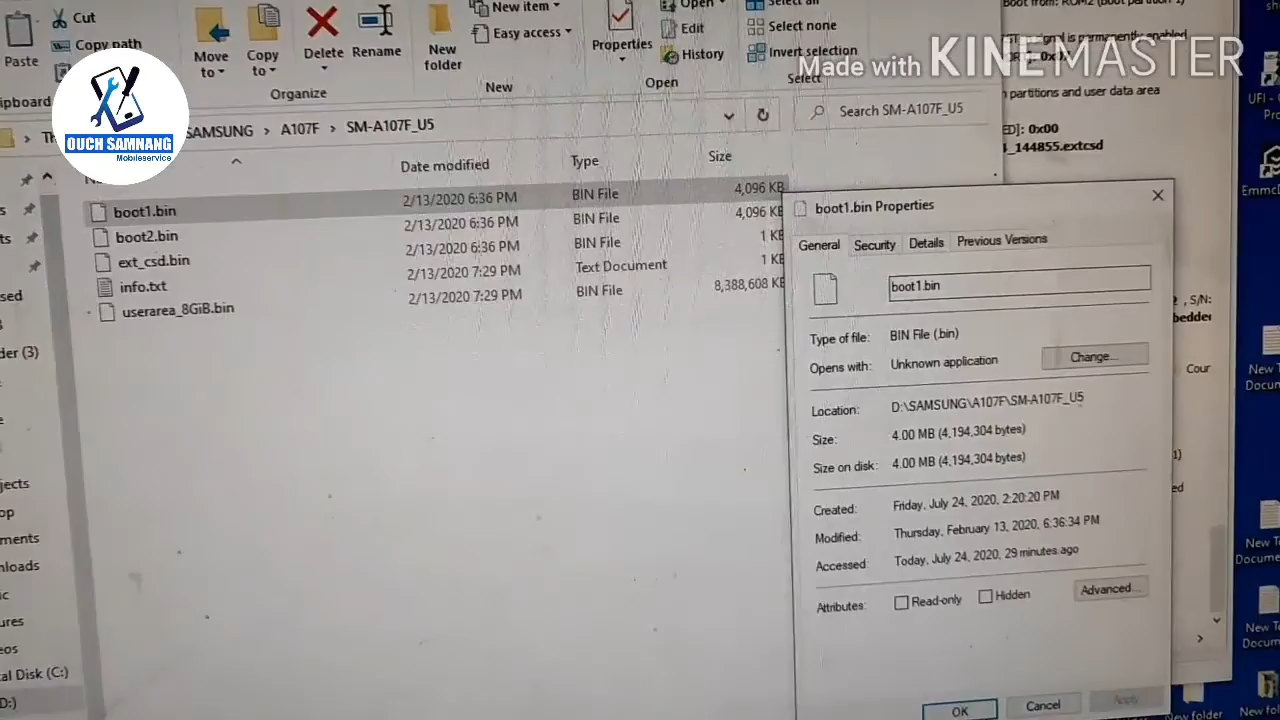 Cut
Copy path
Paste
Move to
Copy to
Delete
Rename
New folder
New item
Easy access
Properties
Open
Edit
History
Select all
Select none
Invert selection
Organize
New
Open
Select
Made with KINEMASTER
OUCH SAMNANG
Mobileservice
SAMSUNG > A107F > SM-A107F_U5
Search SM-A107F_U5
Date modified
Type
Size
boot1.bin 2/13/2020 6:36 PM BIN File 4,096 KB
boot2.bin 2/13/2020 6:36 PM BIN File 4,096 KB
ext_csd.bin 2/13/2020 6:36 PM BIN File 1 KB
info.txt 2/13/2020 7:29 PM Text Document 1 KB
userarea_8GiB.bin 2/13/2020 7:29 PM BIN File 8,388,608 KB
boot1.bin Properties
General Security Details Previous Versions
boot1.bin
Type of file: BIN File (.bin)
Opens with: Unknown application Change...
Location: D:\SAMSUNG\A107F\SM-A107F_U5
Size: 4.00 MB (4,194,304 bytes)
Size on disk: 4.00 MB (4,194,304 bytes)
Created: Friday, July 24, 2020, 2:20:20 PM
Modified: Thursday, February 13, 2020, 6:36:34 PM
Accessed: Today, July 24, 2020, 29 minutes ago
Attributes: Read-only Hidden Advanced...
OK Cancel Apply
is permanently enabled
partitions and user data area
ED]: 0x00
_144855.extcsd
, S/N:
der (3)
al Disk (C:)
D:)
UFI -
New folder